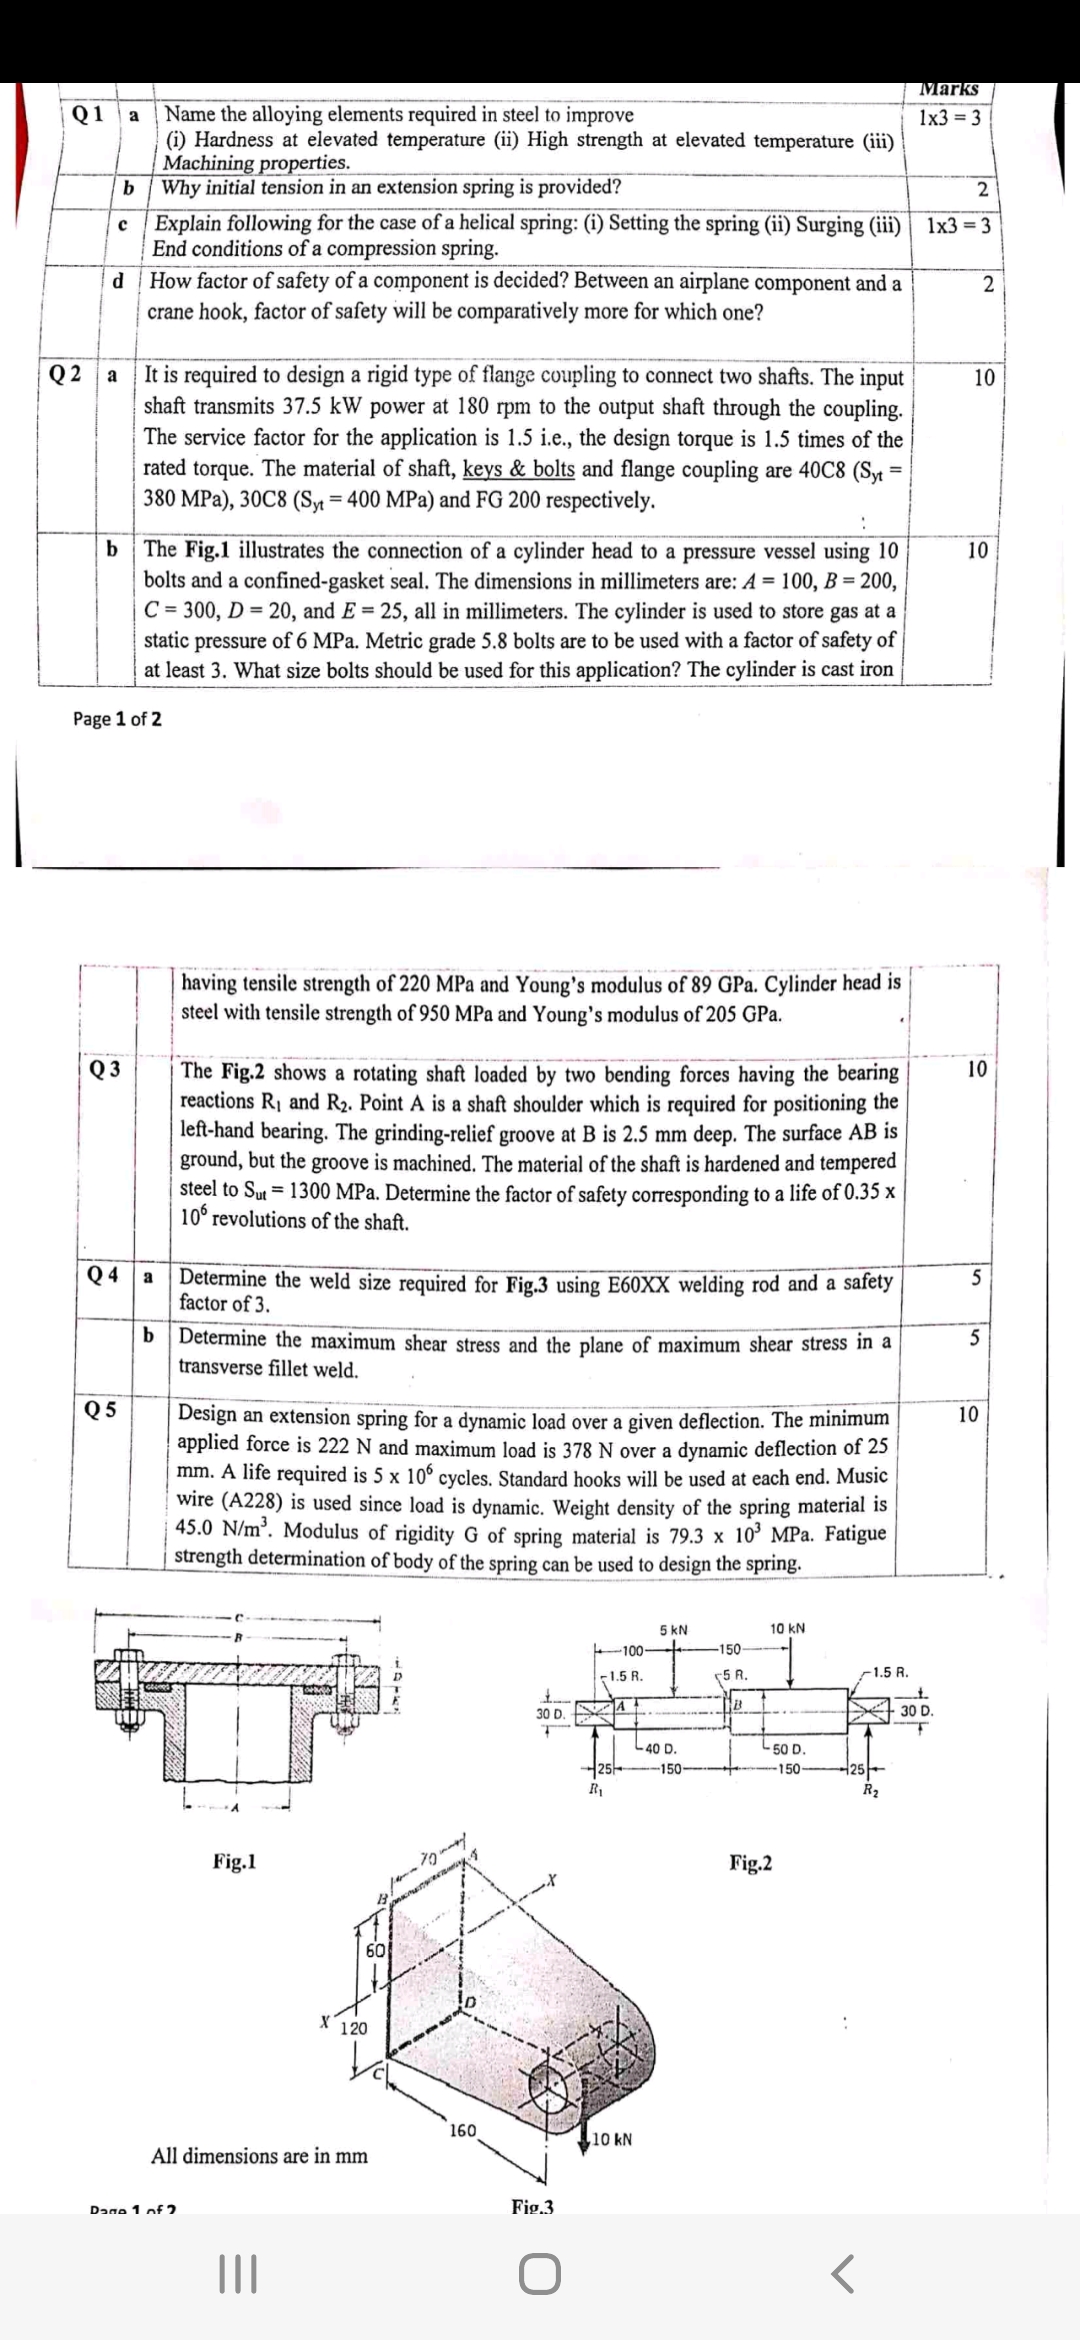 Marks
Q 1 a Name the alloying elements required in steel to improve 1x3 = 3
(i) Hardness at elevated temperature (ii) High strength at elevated temperature (iii)
Machining properties.
b Why initial tension in an extension spring is provided? 2
c Explain following for the case of a helical spring: (i) Setting the spring (ii) Surging (iii) 1x3 = 3
End conditions of a compression spring.
d How factor of safety of a component is decided? Between an airplane component and a 2
crane hook, factor of safety will be comparatively more for which one?
Q 2 a It is required to design a rigid type of flange coupling to connect two shafts. The input 10
shaft transmits 37.5 kW power at 180 rpm to the output shaft through the coupling.
The service factor for the application is 1.5 i.e., the design torque is 1.5 times of the
rated torque. The material of shaft, keys & bolts and flange coupling are 40C8 (Syt =
380 MPa), 30C8 (Syt = 400 MPa) and FG 200 respectively.
b The Fig.1 illustrates the connection of a cylinder head to a pressure vessel using 10 10
bolts and a confined-gasket seal. The dimensions in millimeters are: A = 100, B = 200,
C = 300, D = 20, and E = 25, all in millimeters. The cylinder is used to store gas at a
static pressure of 6 MPa. Metric grade 5.8 bolts are to be used with a factor of safety of
at least 3. What size bolts should be used for this application? The cylinder is cast iron
Page 1 of 2
having tensile strength of 220 MPa and Young's modulus of 89 GPa. Cylinder head is
steel with tensile strength of 950 MPa and Young's modulus of 205 GPa.
Q 3 The Fig.2 shows a rotating shaft loaded by two bending forces having the bearing 10
reactions R1 and R2. Point A is a shaft shoulder which is required for positioning the
left-hand bearing. The grinding-relief groove at B is 2.5 mm deep. The surface AB is
ground, but the groove is machined. The material of the shaft is hardened and tempered
steel to Sut = 1300 MPa. Determine the factor of safety corresponding to a life of 0.35 x
10⁶ revolutions of the shaft.
Q 4 a Determine the weld size required for Fig.3 using E60XX welding rod and a safety 5
factor of 3.
b Determine the maximum shear stress and the plane of maximum shear stress in a 5
transverse fillet weld.
Q 5 Design an extension spring for a dynamic load over a given deflection. The minimum 10
applied force is 222 N and maximum load is 378 N over a dynamic deflection of 25
mm. A life required is 5 x 10⁶ cycles. Standard hooks will be used at each end. Music
wire (A228) is used since load is dynamic. Weight density of the spring material is
45.0 N/m³. Modulus of rigidity G of spring material is 79.3 x 10³ MPa. Fatigue
strength determination of body of the spring can be used to design the spring.
C
B
D
E
A
Fig.1
5 kN 10 kN
100 150
1.5 R. 5 R. 1.5 R.
30 D. A B 30 D.
40 D. 50 D.
25 150 150 25
R1 R2
Fig.2
70 A
B X
60
D
X 120
C
160
10 kN
All dimensions are in mm
Page 1 of 2
Fig.3